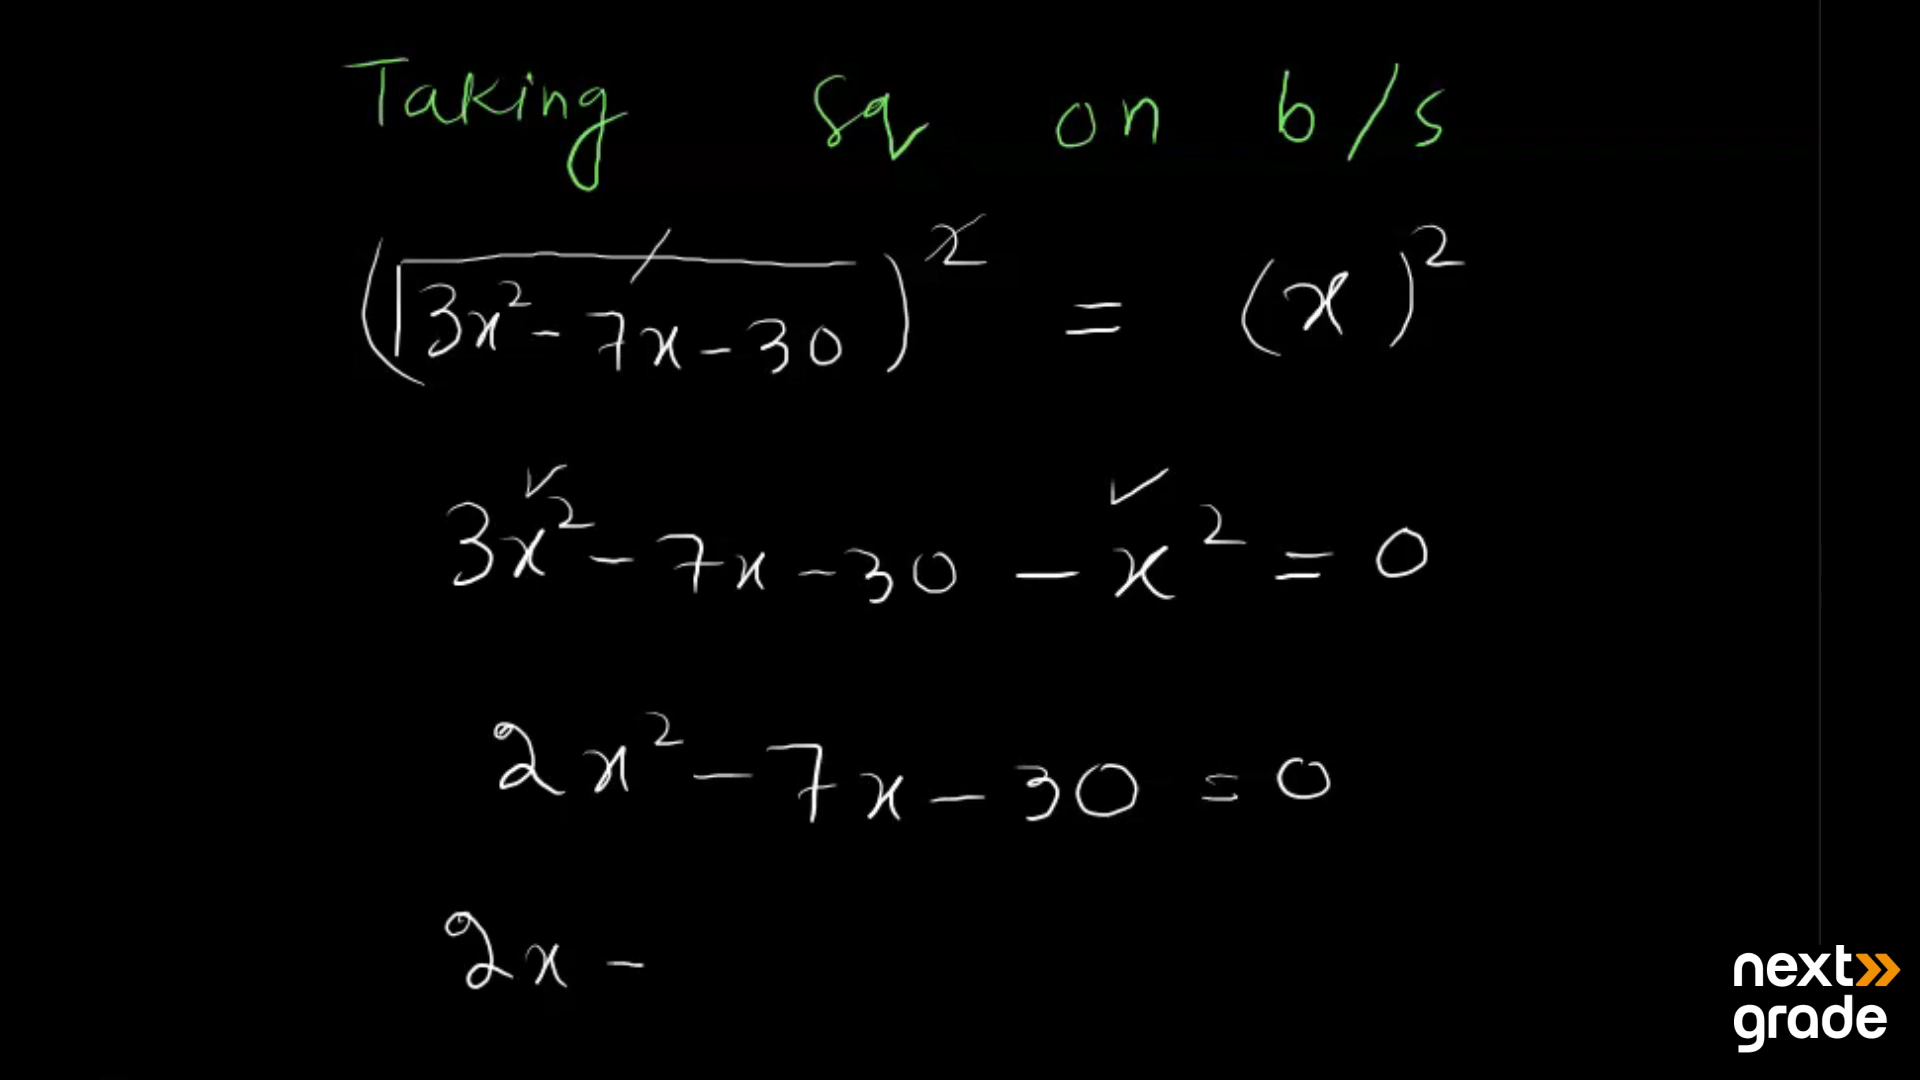 Taking sq on b/s
(√3x² - 7x - 30)² = (x)²
3x² - 7x - 30 - x² = 0
2x² - 7x - 30 = 0
2x -
next
grade